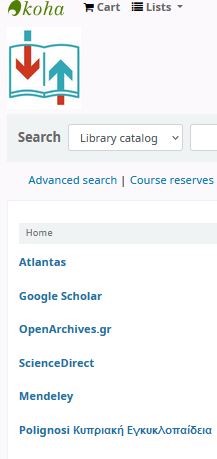 koha Cart Lists
Search Library catalog
Advanced search | Course reserves
Home
Atlantas
Google Scholar
OpenArchives.gr
ScienceDirect
Mendeley
Polignosi Κυπριακή Εγκυκλοπαίδεια